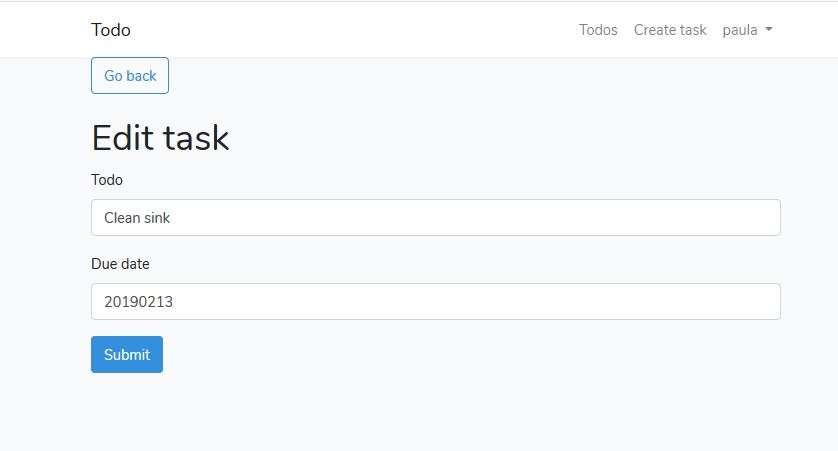 Todo Todos Create task paula
Go back
Edit task
Todo
Clean sink
Due date
20190213
Submit